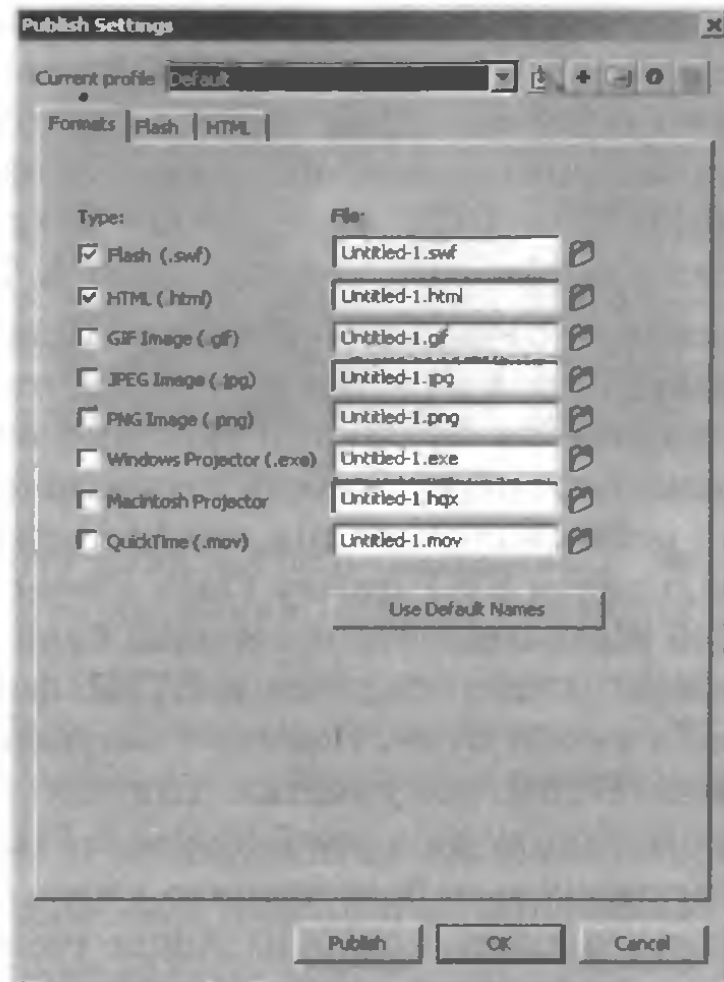 Publish Settings
Current profile Default
Formats Flash HTML
Type: File:
Flash (.swf) Untitled-1.swf
HTML (.html) Untitled-1.html
GIF Image (.gif) Untitled-1.gif
JPEG Image (.jpg) Untitled-1.jpg
PNG Image (.png) Untitled-1.png
Windows Projector (.exe) Untitled-1.exe
Macintosh Projector Untitled-1.hqx
QuickTime (.mov) Untitled-1.mov
Use Default Names
Publish OK Cancel